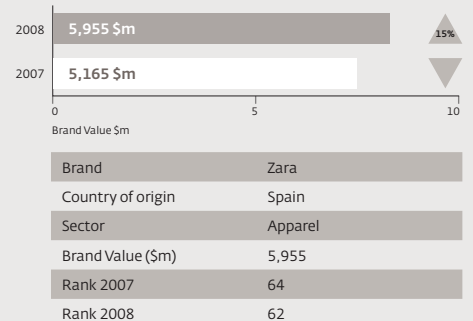 2008 5,955 $m 15%
2007 5,165 $m
0 5 10
Brand Value $m
Brand Zara
Country of origin Spain
Sector Apparel
Brand Value ($m) 5,955
Rank 2007 64
Rank 2008 62